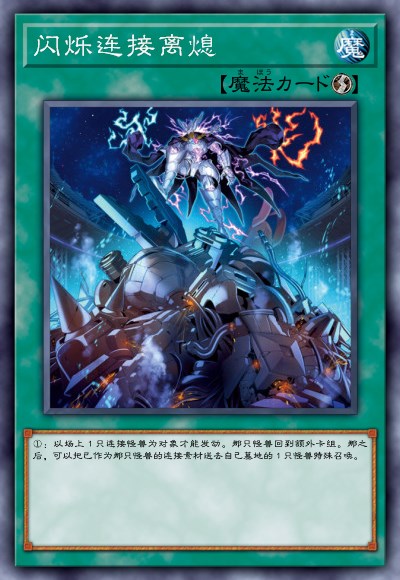 闪烁连接离熄
魔
【魔法カード】
まほう
①：以场上１只连接怪兽为对象才能发动。那只怪兽回到额外卡组。那之
后，可以把已作为那只怪兽的连接素材送去自己墓地的１只怪兽特殊召唤。